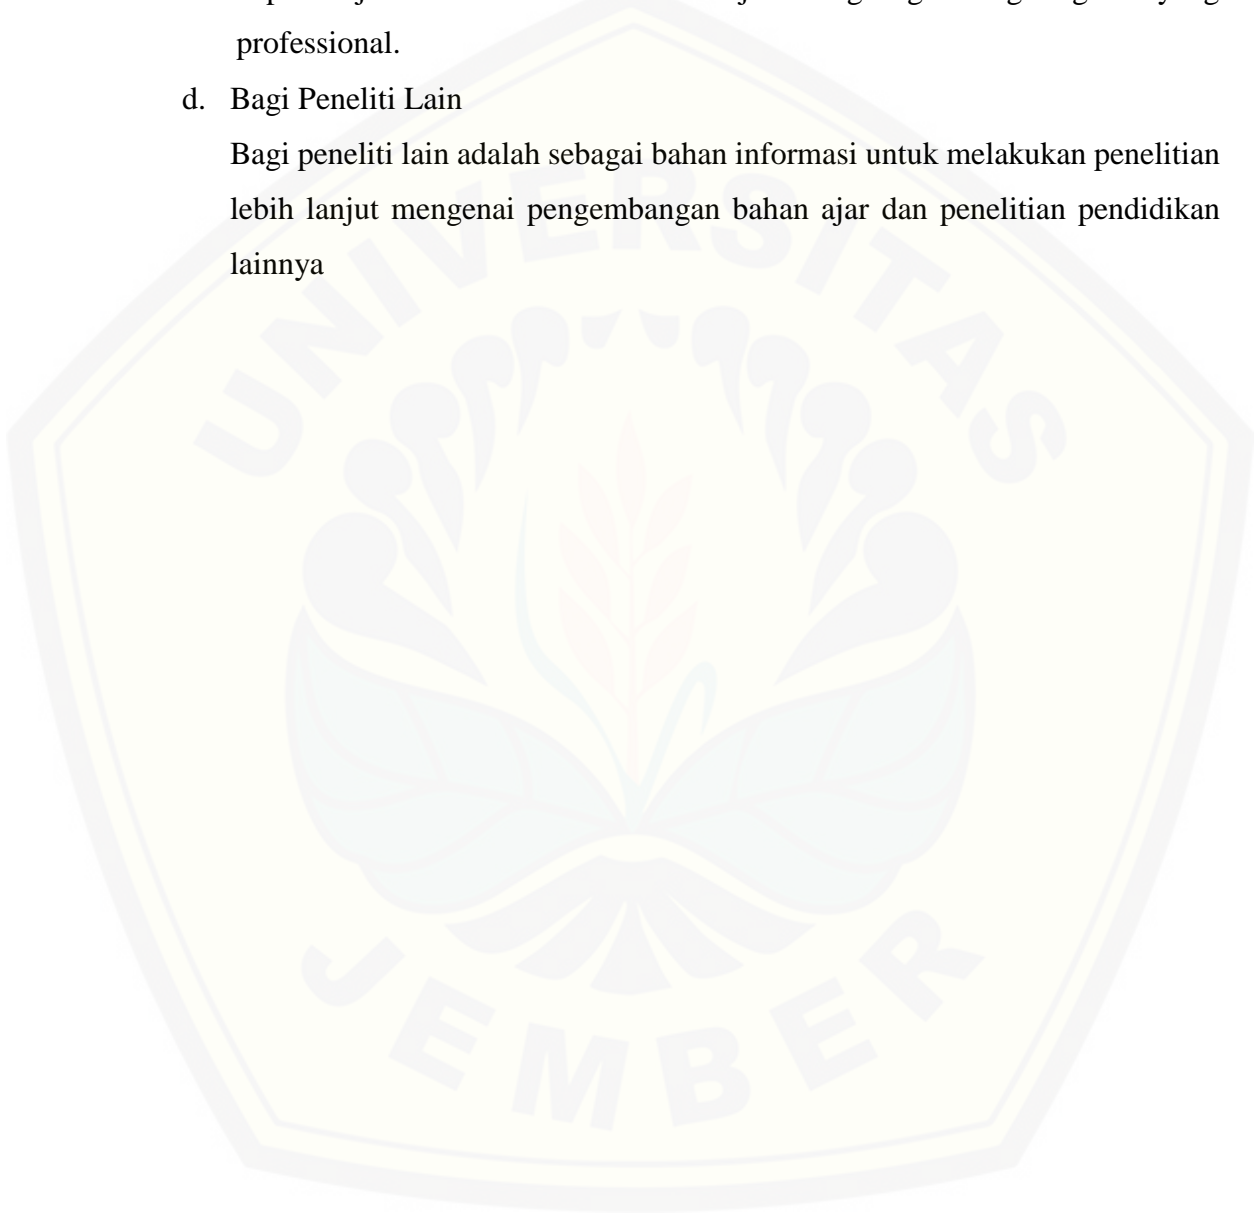 professional.
d. Bagi Peneliti Lain
Bagi peneliti lain adalah sebagai bahan informasi untuk melakukan penelitian
lebih lanjut mengenai pengembangan bahan ajar dan penelitian pendidikan
lainnya
UNIVERSITAS
JEMBER